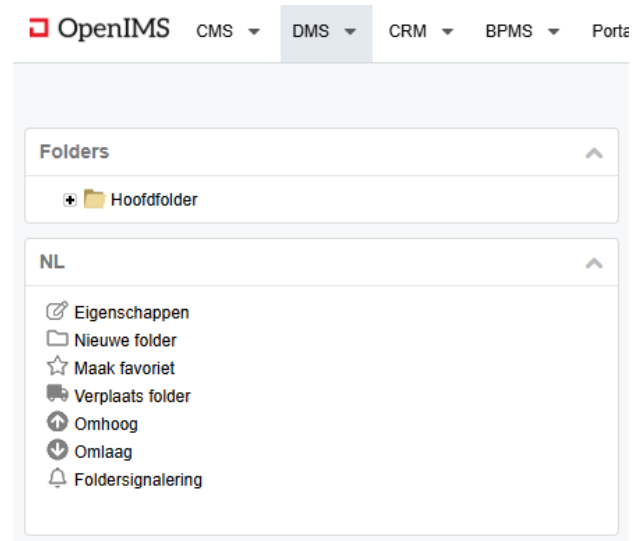 OpenIMS CMS DMS CRM BPMS Porta
Folders
Hoofdfolder
NL
Eigenschappen
Nieuwe folder
Maak favoriet
Verplaats folder
Omhoog
Omlaag
Foldersignalering